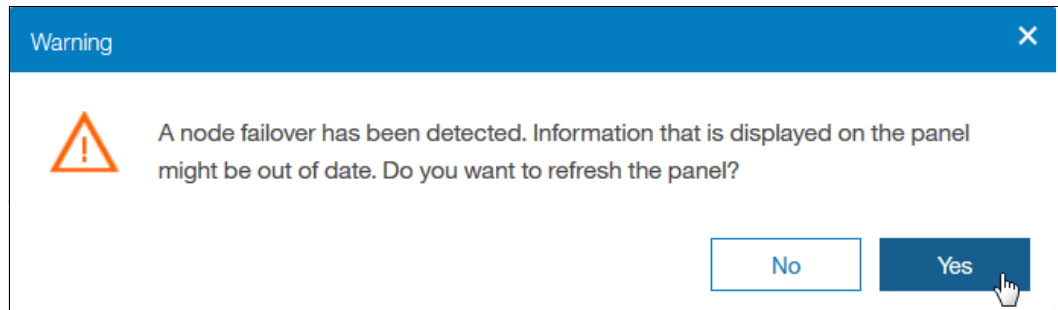 Warning
A node failover has been detected. Information that is displayed on the panel
might be out of date. Do you want to refresh the panel?
No
Yes